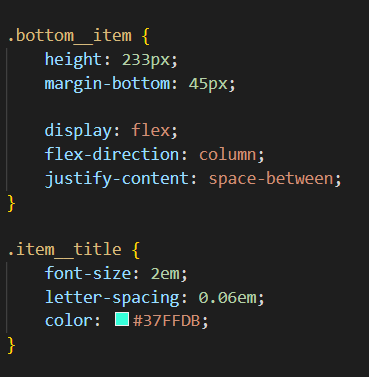 .bottom__item {
    height: 233px;
    margin-bottom: 45px;

    display: flex;
    flex-direction: column;
    justify-content: space-between;
}

.item__title {
    font-size: 2em;
    letter-spacing: 0.06em;
    color: #37FFDB;
}